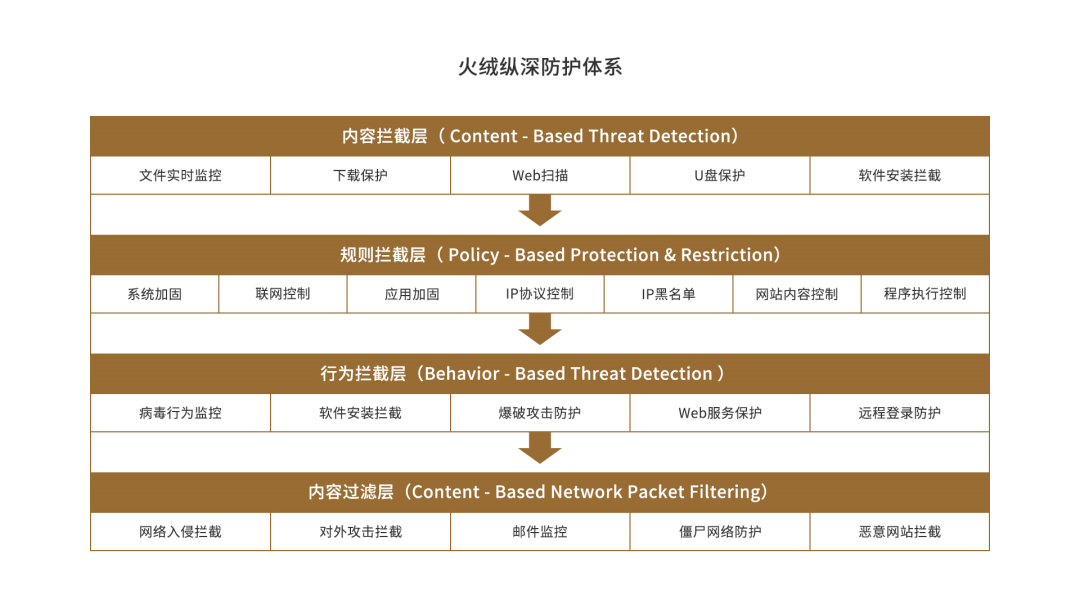 火绒纵深防护体系
内容拦截层（ Content - Based Threat Detection）
文件实时监控 下载保护 Web扫描 U盘保护 软件安装拦截
规则拦截层（ Policy - Based Protection & Restriction）
系统加固 联网控制 应用加固 IP协议控制 IP黑名单 网站内容控制 程序执行控制
行为拦截层（Behavior - Based Threat Detection ）
病毒行为监控 软件安装拦截 爆破攻击防护 Web服务保护 远程登录防护
内容过滤层（Content - Based Network Packet Filtering）
网络入侵拦截 对外攻击拦截 邮件监控 僵尸网络防护 恶意网站拦截